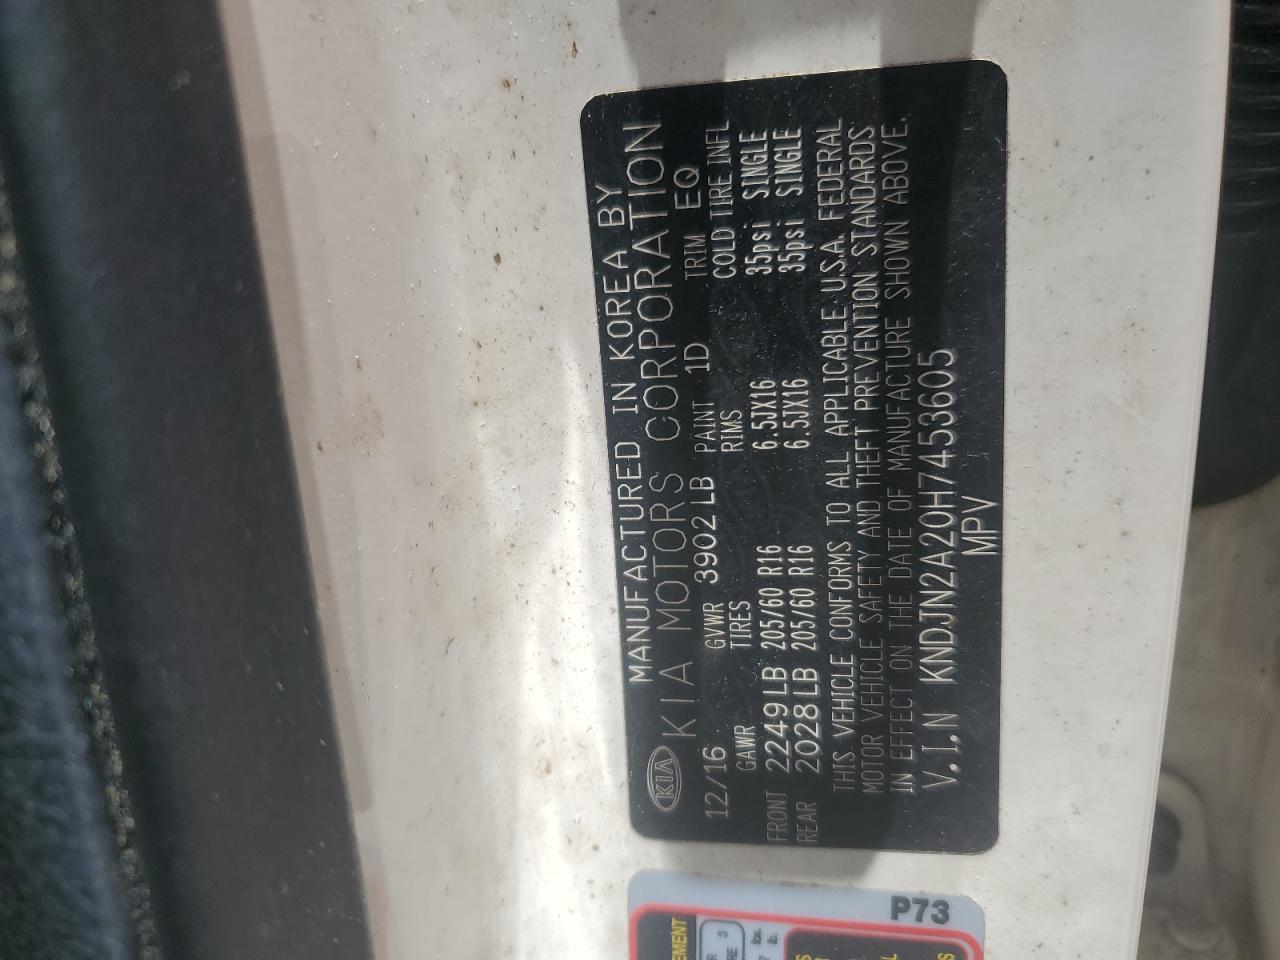 MANUFACTURED IN KOREA BY
KIA KIA MOTORS CORPORATION
12/16 GVWR 3902 LB PAINT 1D TRIM EQ
GAWR TIRES RIMS COLD TIRE INFL
FRONT 2249LB 205/60 R16 6.5JX16 35psi SINGLE
REAR 2028LB 205/60 R16 6.5JX16 35psi SINGLE
THIS VEHICLE CONFORMS TO ALL APPLICABLE U.S.A. FEDERAL
MOTOR VEHICLE SAFETY AND THEFT PREVENTION STANDARDS
IN EFFECT ON THE DATE OF MANUFACTURE SHOWN ABOVE.
V.I.N KNDJN2A20H7453605
MPV
P73